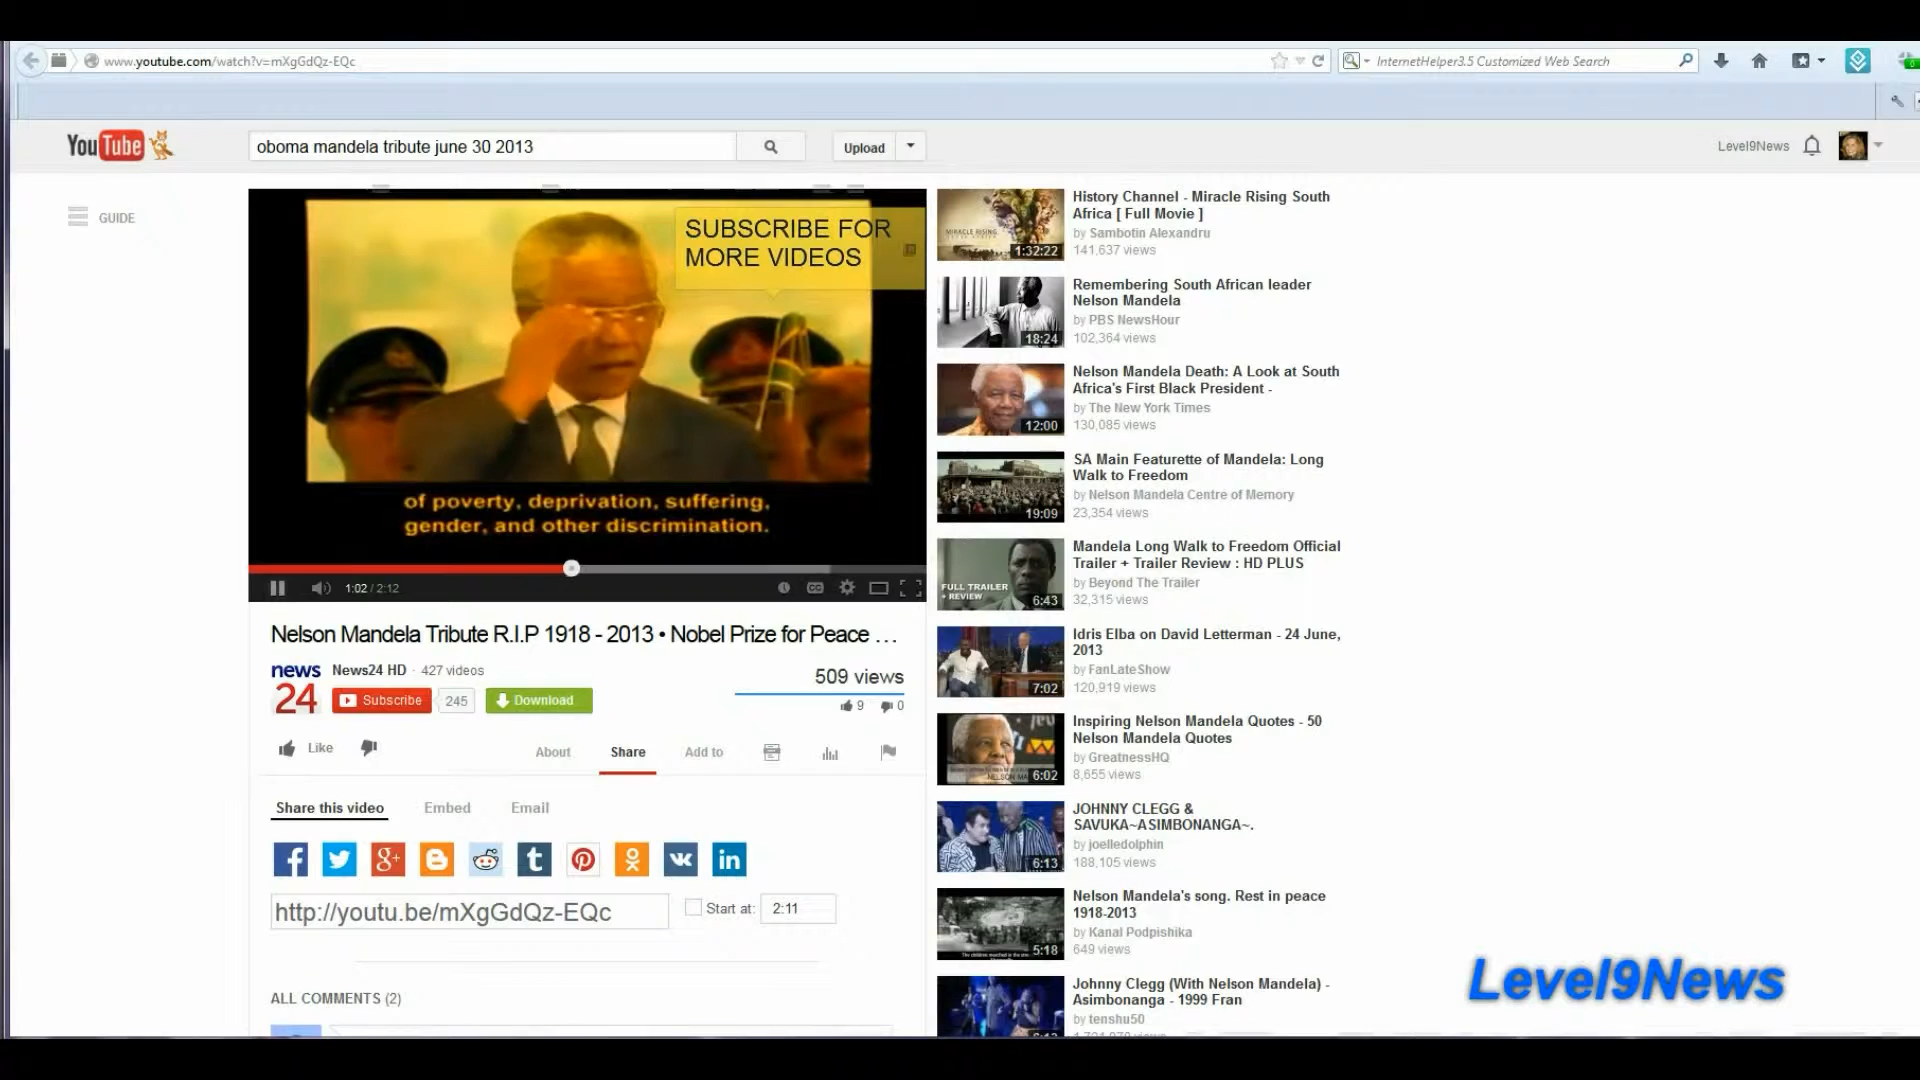 www.youtube.com/watch?v=mXgGdQz-EQc
InternetHelper3.5 Customized Web Search
YouTube
oboma mandela tribute june 30 2013
Upload
Level9News
GUIDE
SUBSCRIBE FOR
MORE VIDEOS
of poverty, deprivation, suffering,
gender, and other discrimination.
1:02 / 2:12
Nelson Mandela Tribute R.I.P 1918 - 2013 • Nobel Prize for Peace ...
news
24
News24 HD · 427 videos
Subscribe 245
Download
509 views
9 0
Like
About
Share
Add to
Share this video
Embed
Email
http://youtu.be/mXgGdQz-EQc
Start at: 2:11
ALL COMMENTS (2)
MIRACLE RISING
1:32:22
History Channel - Miracle Rising South
Africa [ Full Movie ]
by Sambotin Alexandru
141,637 views
18:24
Remembering South African leader
Nelson Mandela
by PBS NewsHour
102,364 views
12:00
Nelson Mandela Death: A Look at South
Africa's First Black President -
by The New York Times
130,085 views
19:09
SA Main Featurette of Mandela: Long
Walk to Freedom
by Nelson Mandela Centre of Memory
23,354 views
FULL TRAILER
+ REVIEW
6:43
Mandela Long Walk to Freedom Official
Trailer + Trailer Review : HD PLUS
by Beyond The Trailer
32,315 views
7:02
Idris Elba on David Letterman - 24 June,
2013
by FanLateShow
120,919 views
6:02
Inspiring Nelson Mandela Quotes - 50
Nelson Mandela Quotes
by GreatnessHQ
8,655 views
6:13
JOHNNY CLEGG &
SAVUKA~ASIMBONANGA~.
by joelledolphin
188,105 views
5:18
Nelson Mandela's song. Rest in peace
1918-2013
by Kanal Podpishika
649 views
Johnny Clegg (With Nelson Mandela) -
Asimbonanga - 1999 Fran
by tenshu50
Level9News